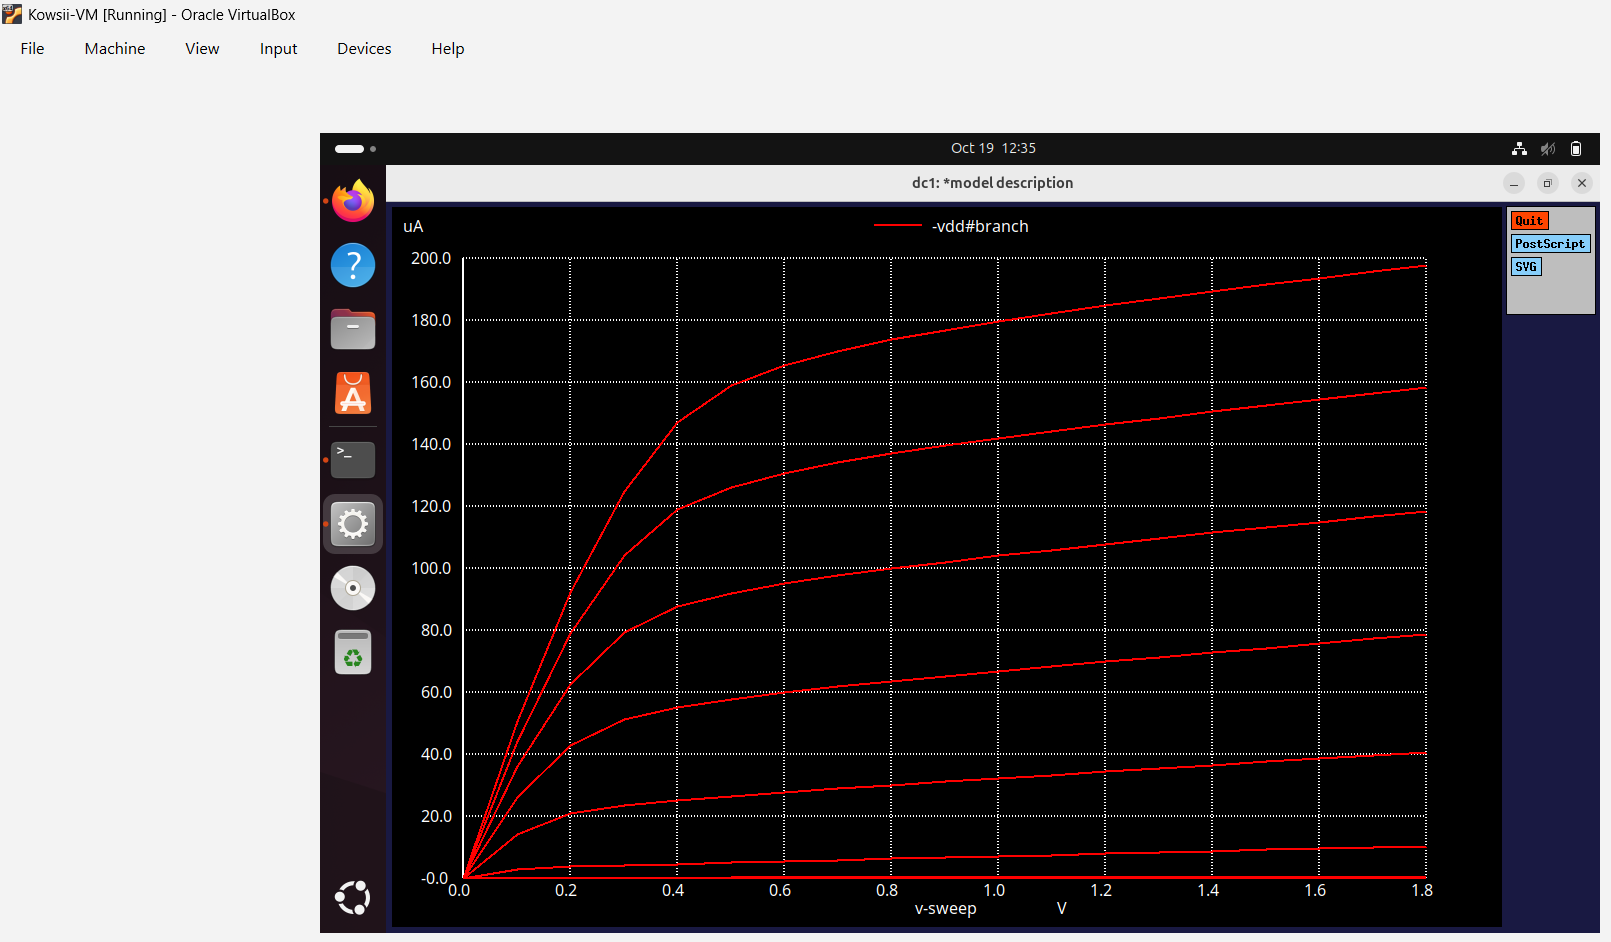 Kowsii-VM [Running] - Oracle VirtualBox
File Machine View Input Devices Help
Oct 19 12:35
dc1: *model description
uA
-vdd#branch
Quit
PostScript
SVG
200.0
180.0
160.0
140.0
120.0
100.0
80.0
60.0
40.0
20.0
-0.0
0.0 0.2 0.4 0.6 0.8 1.0 1.2 1.4 1.6 1.8
v-sweep V